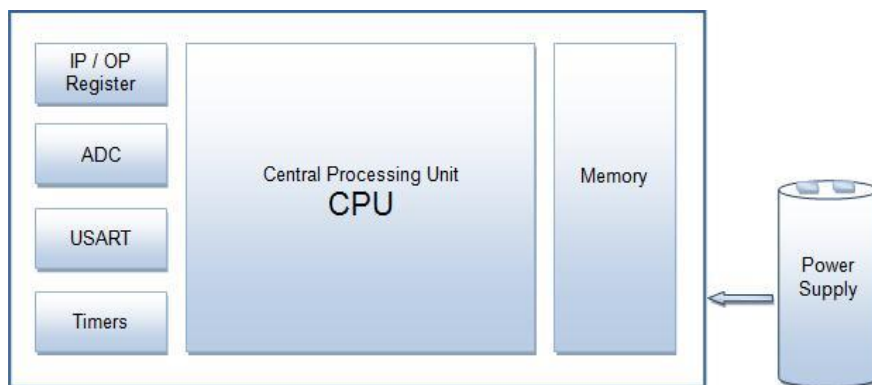 IP / OP
Register
ADC
USART
Timers
Central Processing Unit
CPU
Memory
Power
Supply